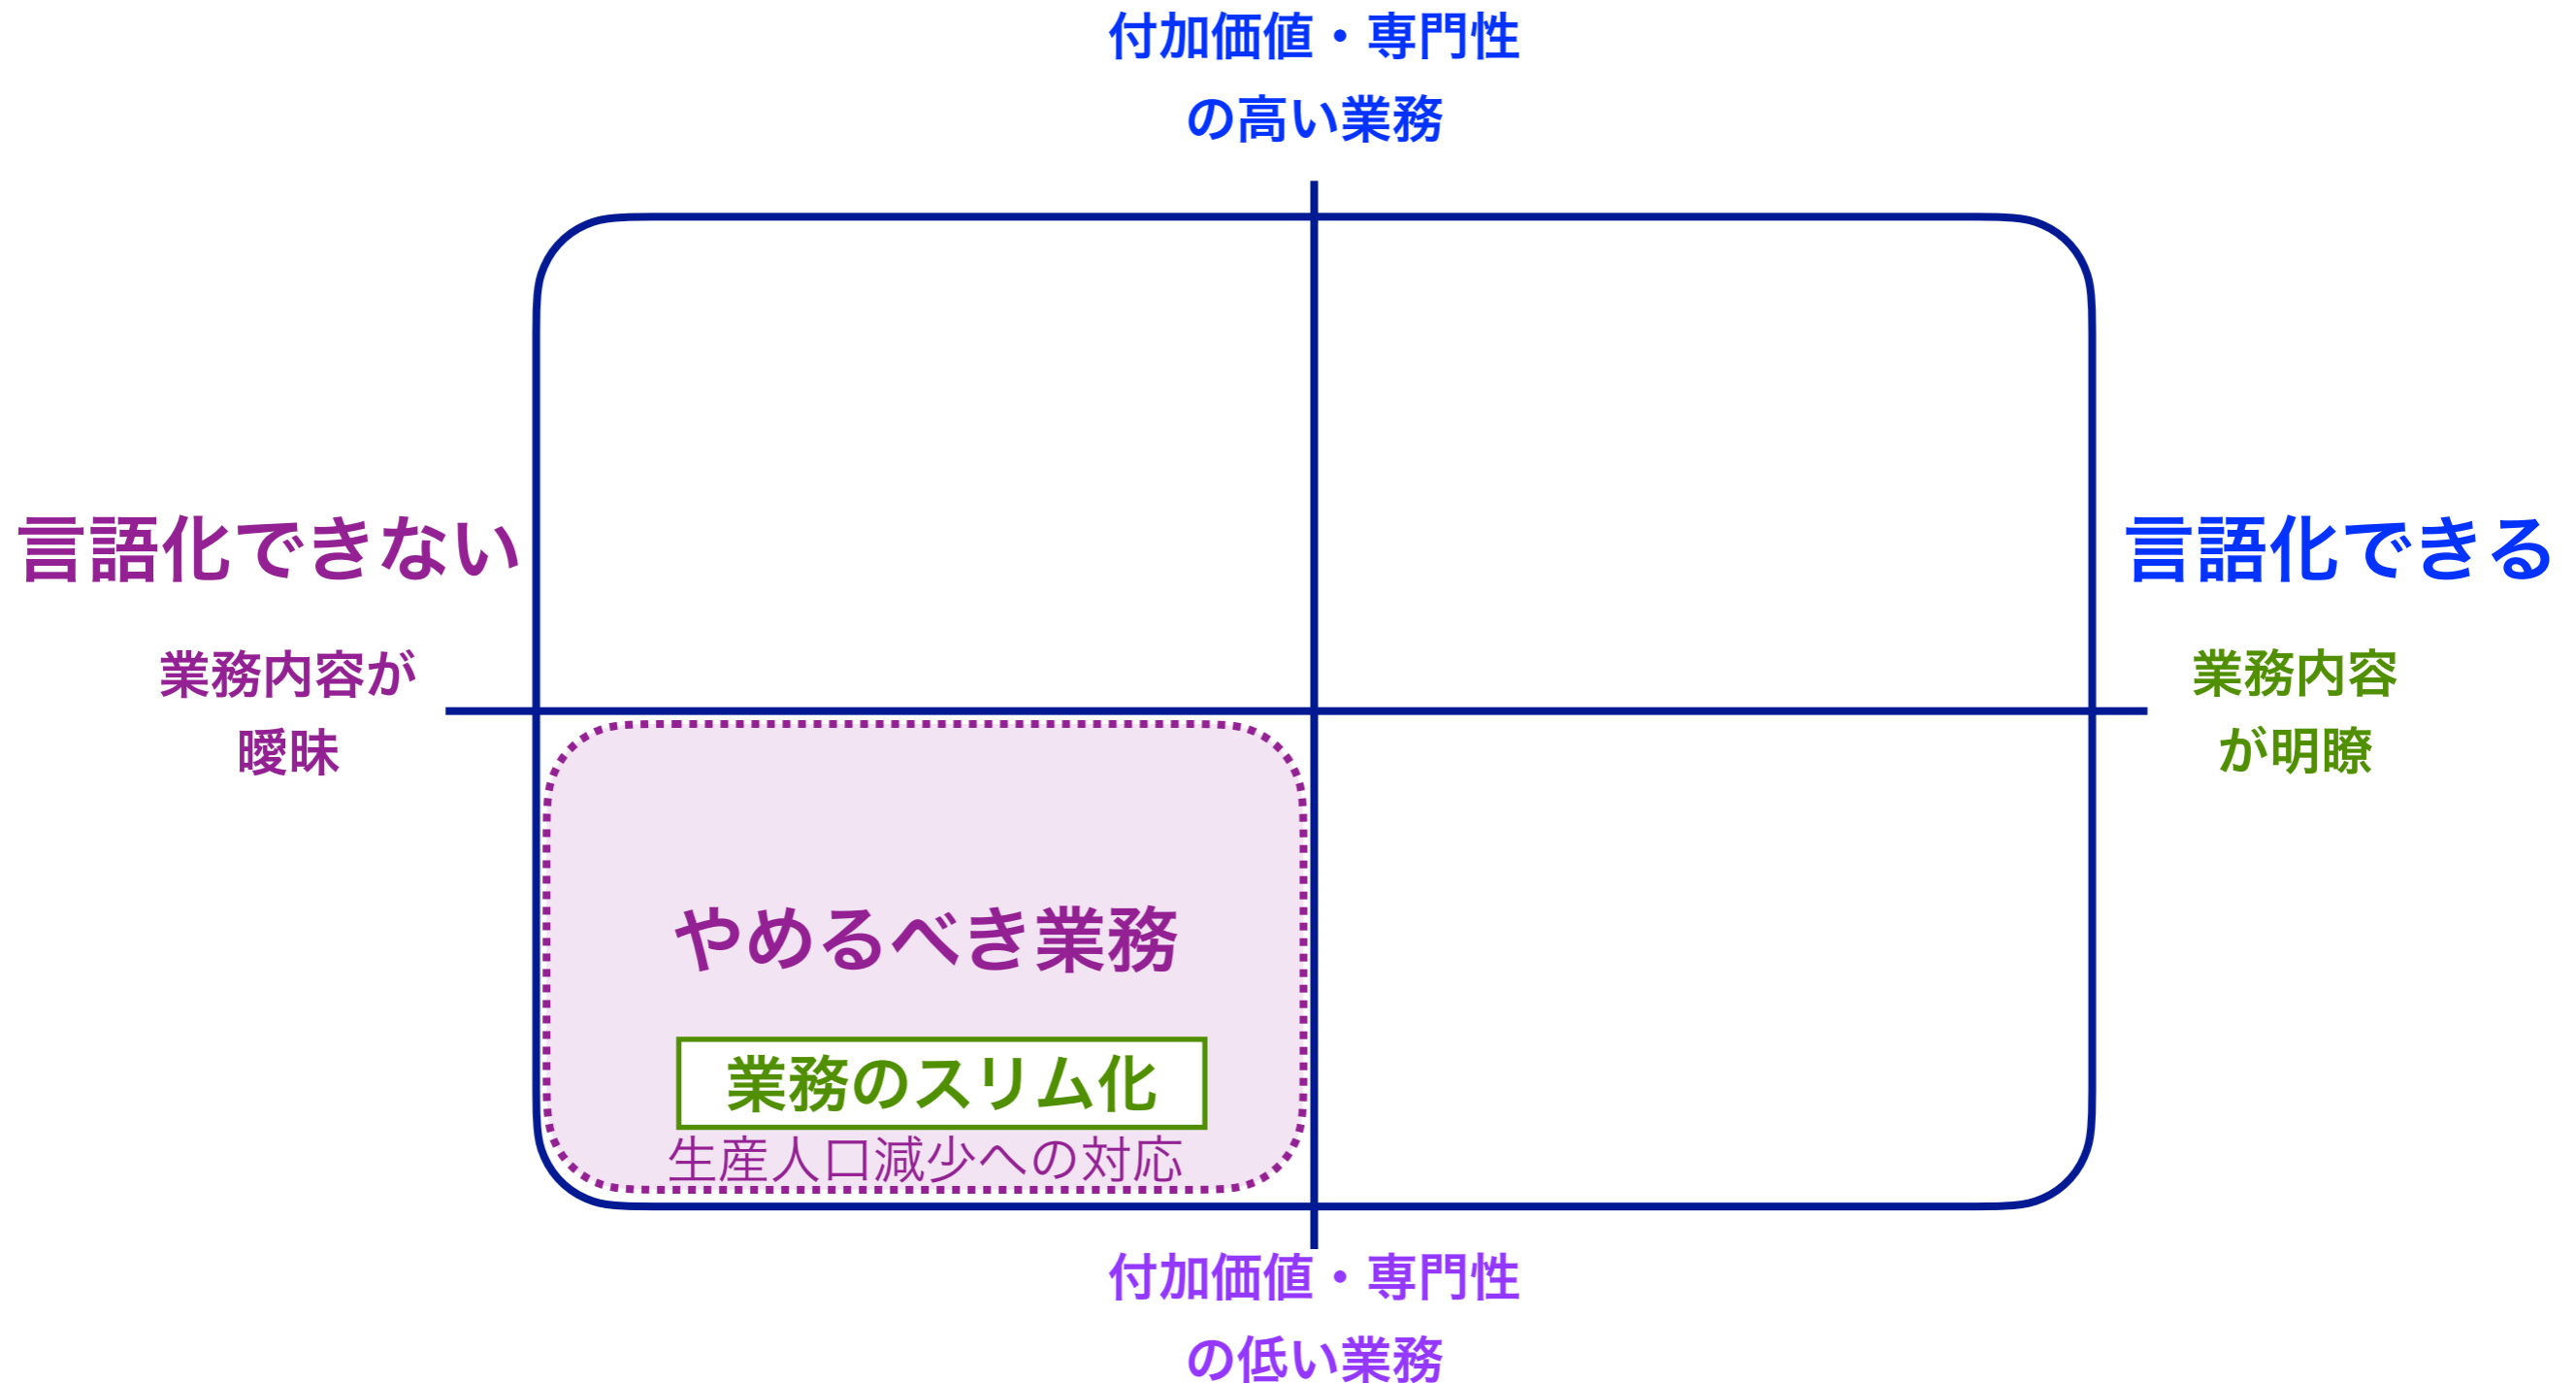 付加価値・専門性
の高い業務
言語化できない
言語化できる
業務内容が
曖昧
業務内容
が明瞭
やめるべき業務
業務のスリム化
生産人口減少への対応
付加価値・専門性
の低い業務